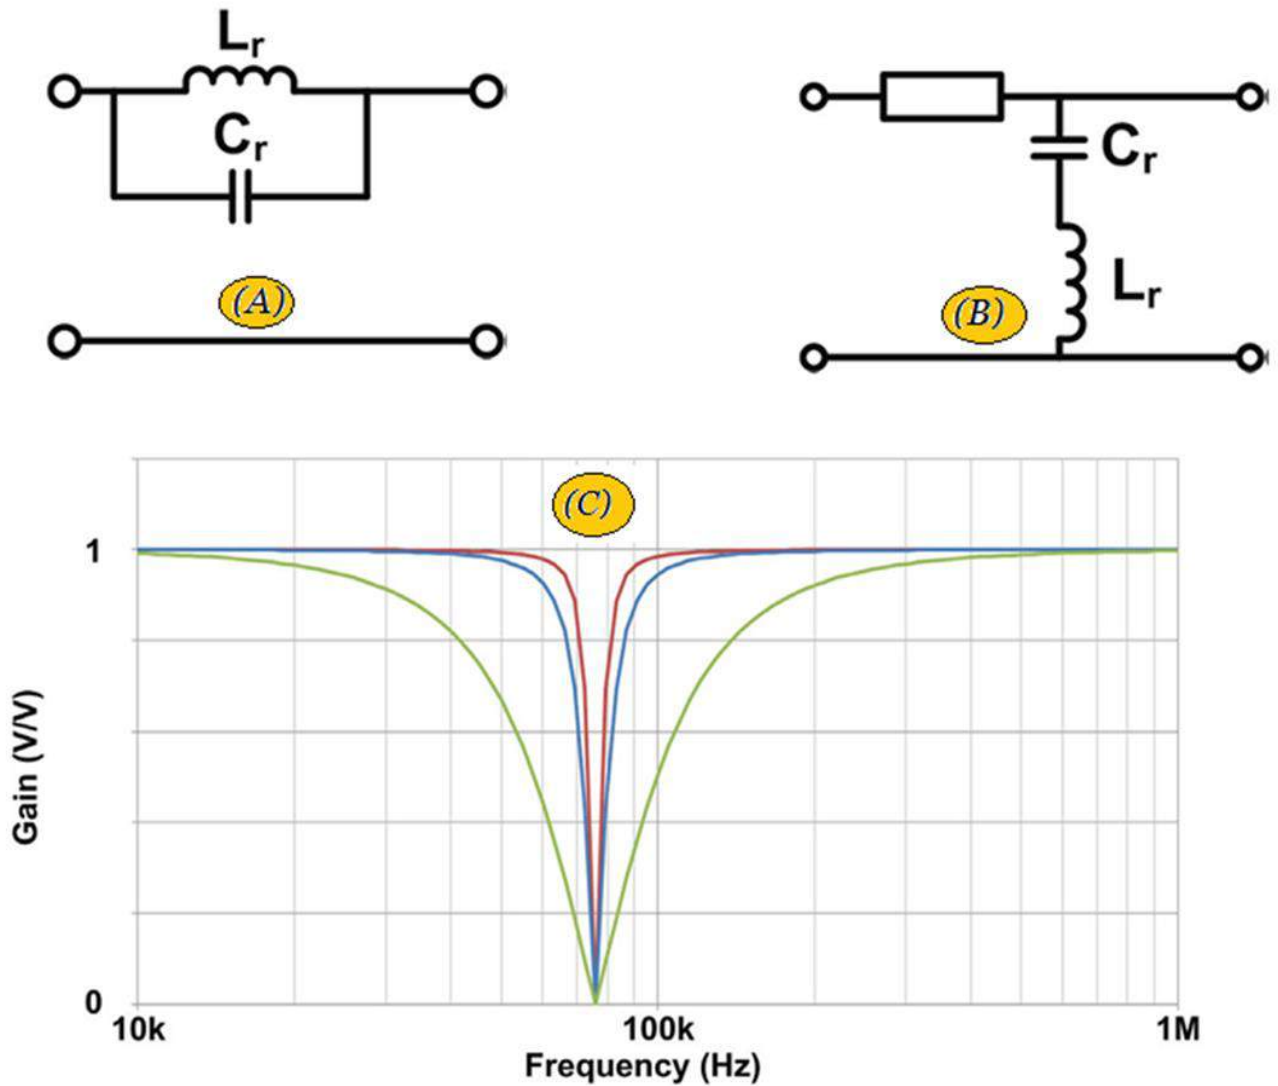 Lr
Cr
(A)
Cr
Lr
(B)
(C)
1
0
Gain (V/V)
10k 100k 1M
Frequency (Hz)